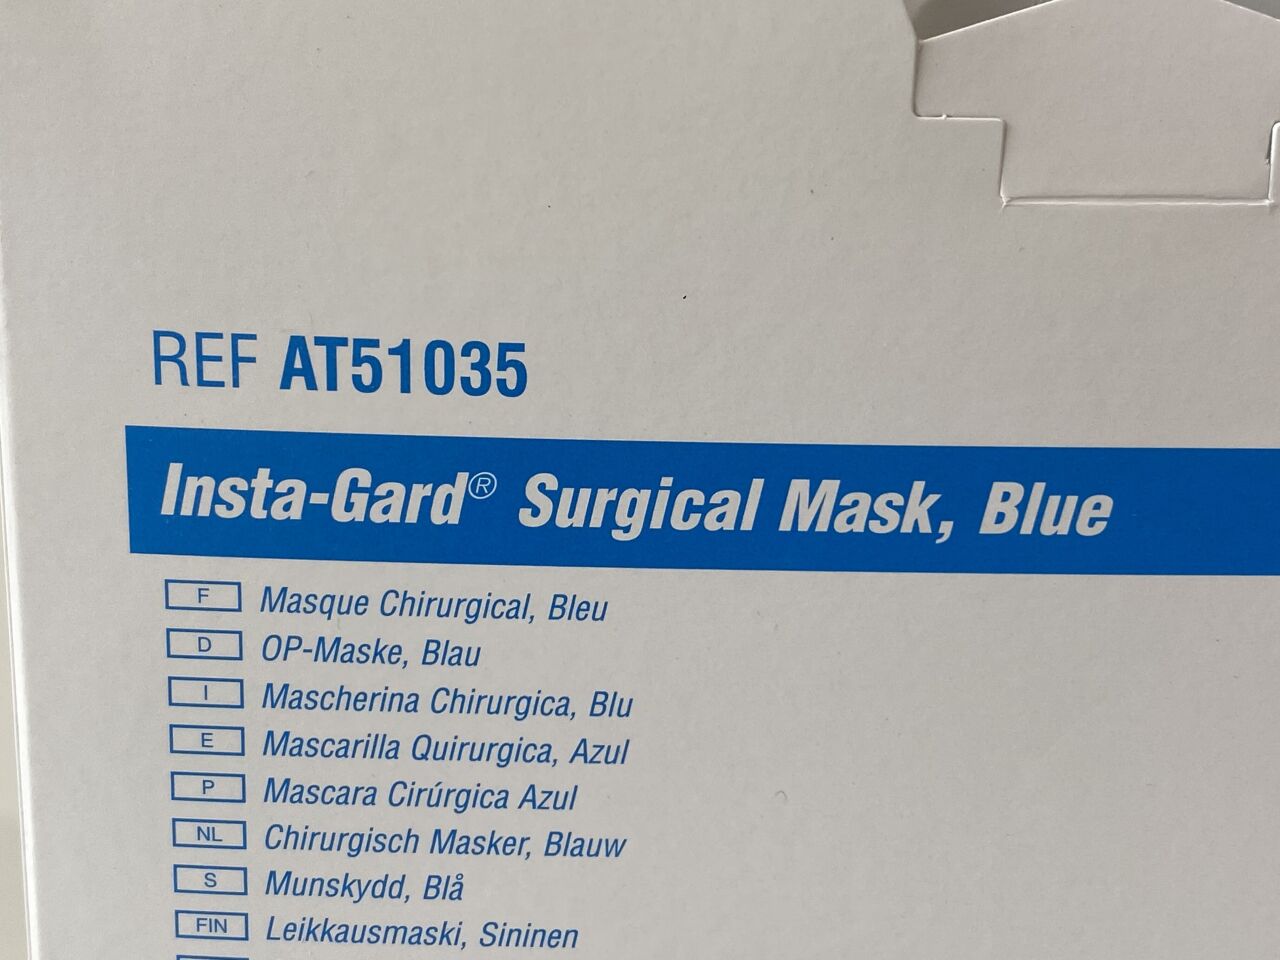 REF AT51035
Insta-Gard® Surgical Mask, Blue
F Masque Chirurgical, Bleu
D OP-Maske, Blau
I Mascherina Chirurgica, Blu
E Mascarilla Quirurgica, Azul
P Mascara Cirúrgica Azul
NL Chirurgisch Masker, Blauw
S Munskydd, Blå
FIN Leikkausmaski, Sininen